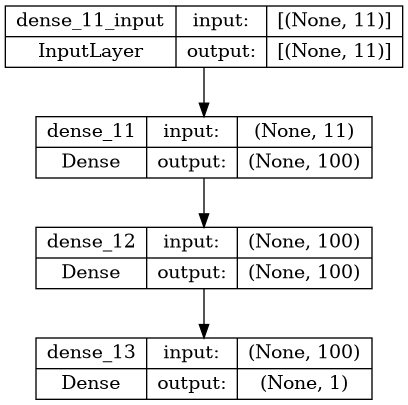 dense_11_input input: [(None, 11)]
InputLayer output: [(None, 11)]
dense_11 input: (None, 11)
Dense output: (None, 100)
dense_12 input: (None, 100)
Dense output: (None, 100)
dense_13 input: (None, 100)
Dense output: (None, 1)